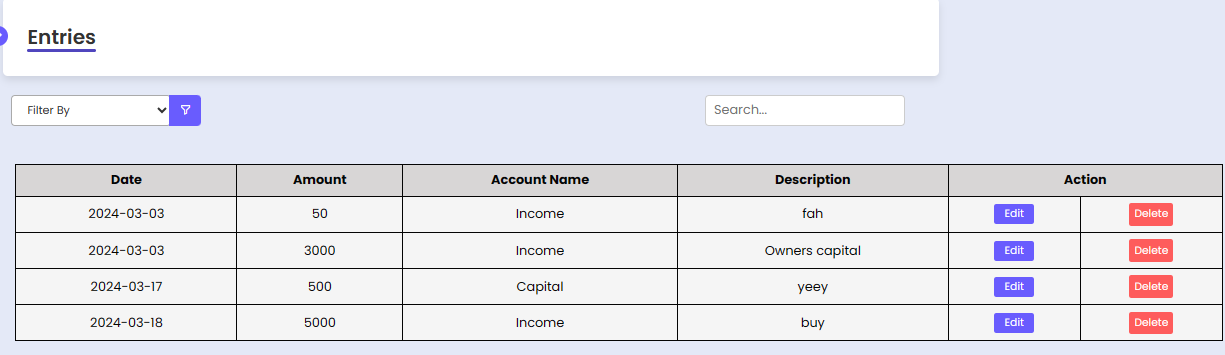 Entries
Filter By
Search...
Date Amount Account Name Description Action
2024-03-03 50 Income fah Edit Delete
2024-03-03 3000 Income Owners capital Edit Delete
2024-03-17 500 Capital yeey Edit Delete
2024-03-18 5000 Income buy Edit Delete